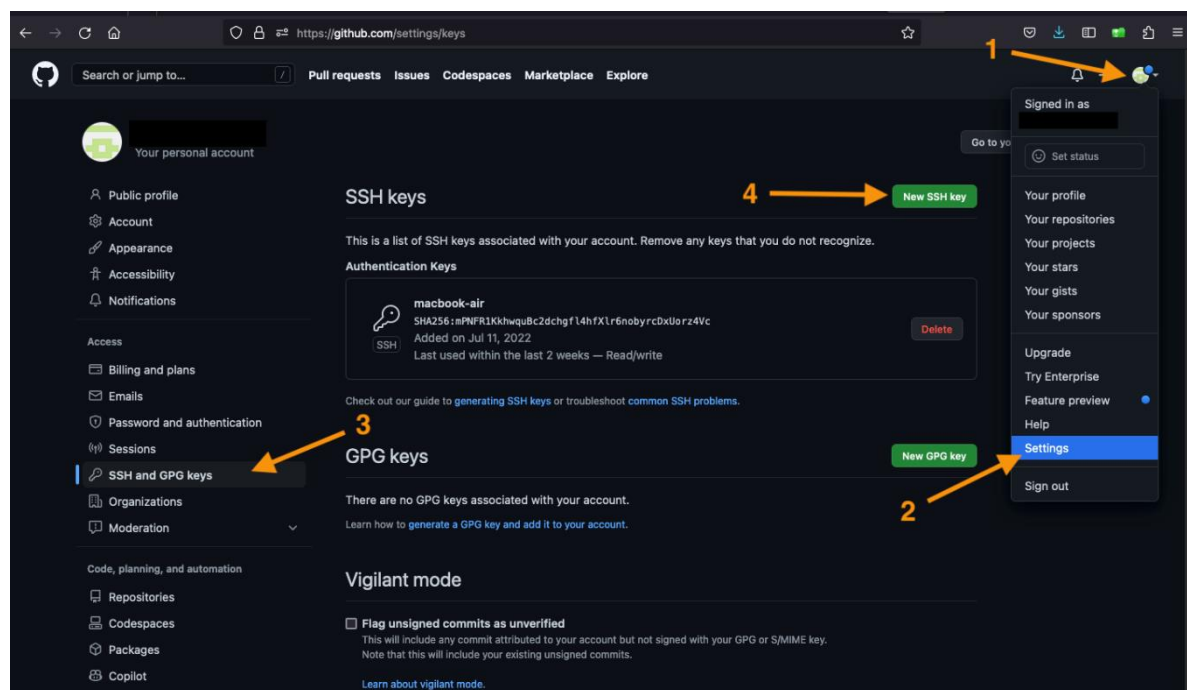 https://github.com/settings/keys
1
Search or jump to...
/
Pull requests Issues Codespaces Marketplace Explore
Signed in as
Your personal account
Go to yo
Set status
Public profile
Account
Appearance
Accessibility
Notifications
Access
Billing and plans
Emails
Password and authentication
Sessions
SSH and GPG keys
Organizations
Moderation
Code, planning, and automation
Repositories
Codespaces
Packages
Copilot
3
SSH keys
4
New SSH key
This is a list of SSH keys associated with your account. Remove any keys that you do not recognize.
Authentication Keys
macbook-air
SHA256:mPNFR1KkhwquBc2dchgfl4hfXlr6nobyrcDxUorz4Vc
SSH
Added on Jul 11, 2022
Last used within the last 2 weeks — Read/write
Delete
Check out our guide to generating SSH keys or troubleshoot common SSH problems.
GPG keys
New GPG key
There are no GPG keys associated with your account.
Learn how to generate a GPG key and add it to your account.
Vigilant mode
Flag unsigned commits as unverified
This will include any commit attributed to your account but not signed with your GPG or S/MIME key.
Note that this will include your existing unsigned commits.
Learn about vigilant mode.
Your profile
Your repositories
Your projects
Your stars
Your gists
Your sponsors
Upgrade
Try Enterprise
Feature preview
Help
Settings
2
Sign out